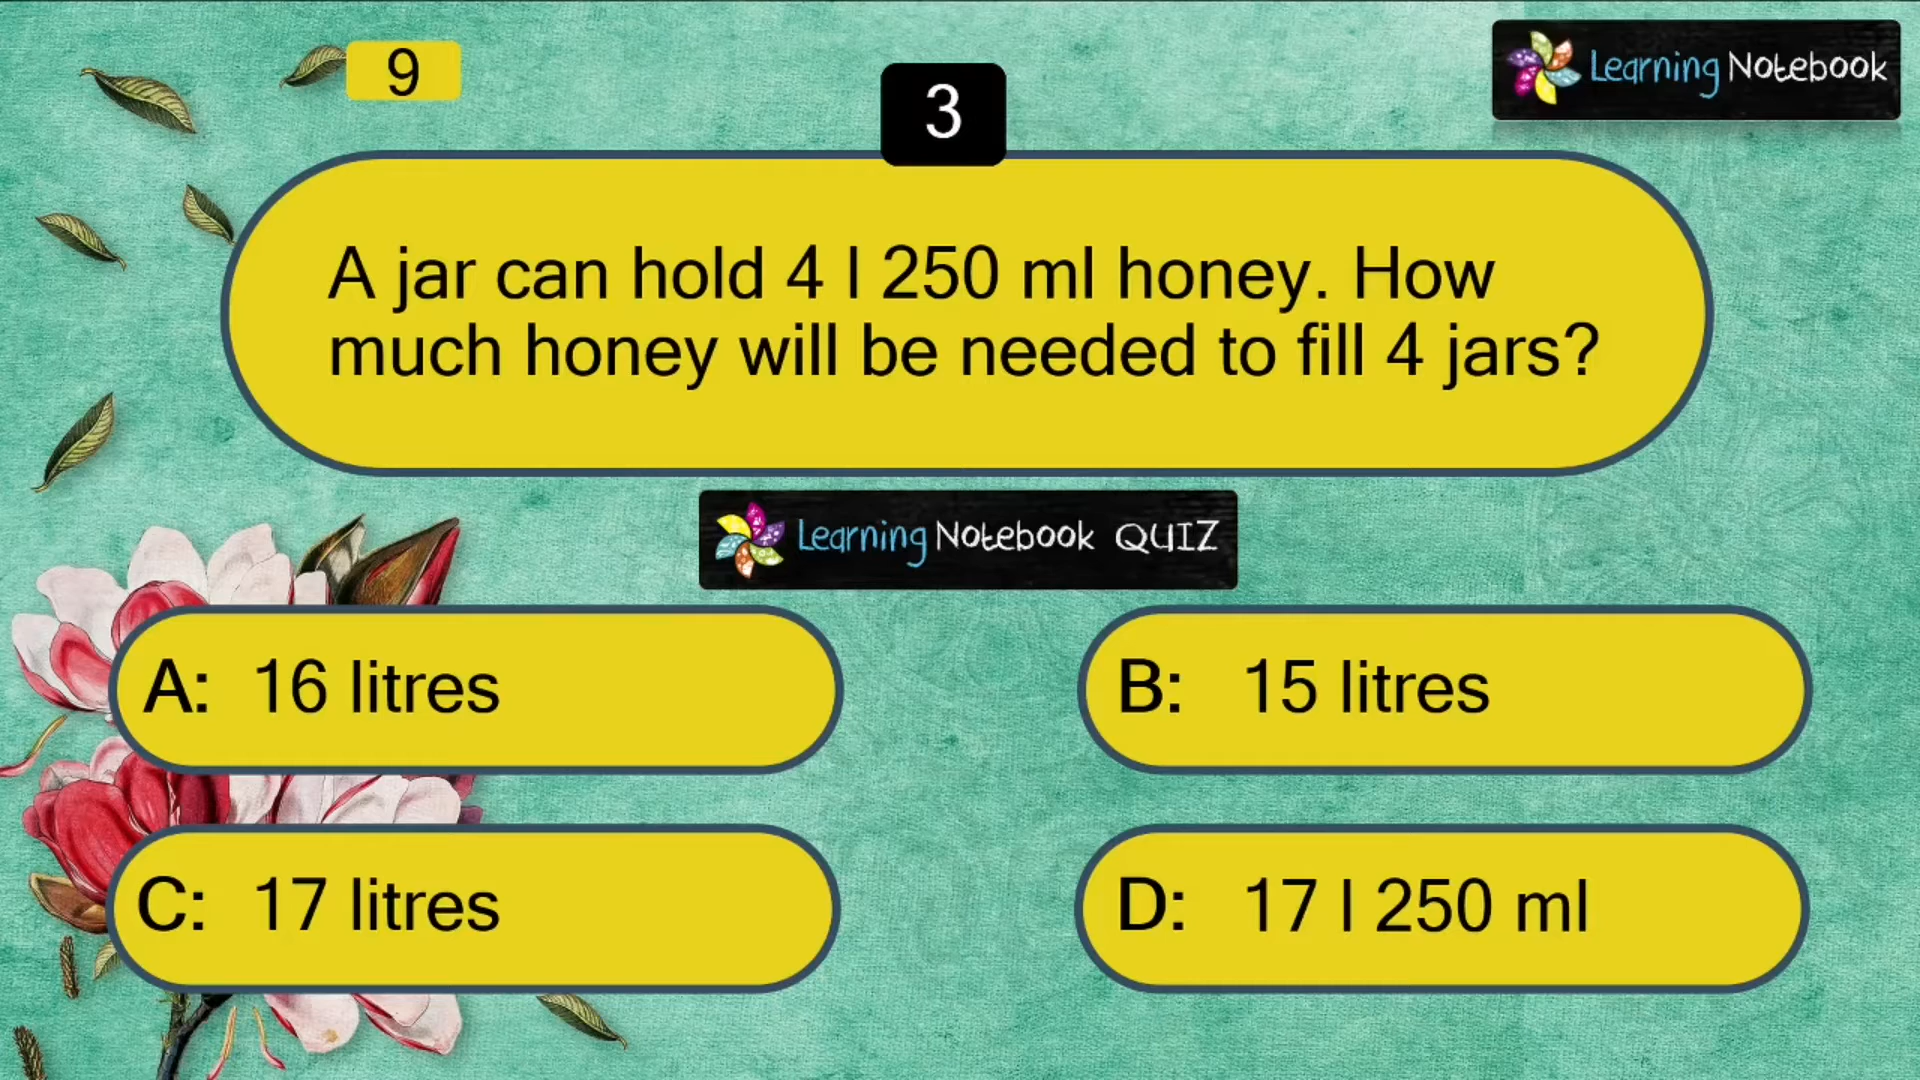 9
3
Learning Notebook
A jar can hold 4 l 250 ml honey. How
much honey will be needed to fill 4 jars?
Learning Notebook QUIZ
A: 16 litres
B: 15 litres
C: 17 litres
D: 17 l 250 ml